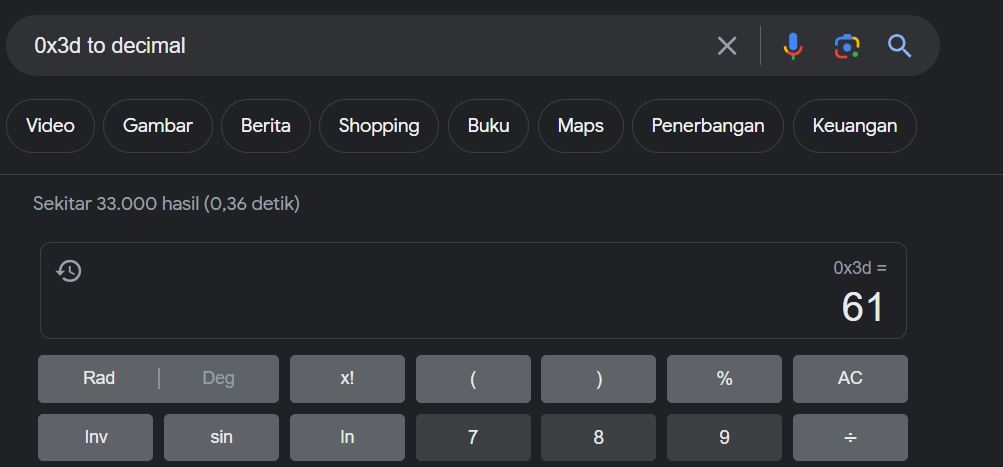 0x3d to decimal
Video Gambar Berita Shopping Buku Maps Penerbangan Keuangan
Sekitar 33.000 hasil (0,36 detik)
0x3d =
61
Rad | Deg x! ( ) % AC
Inv sin ln 7 8 9 ÷